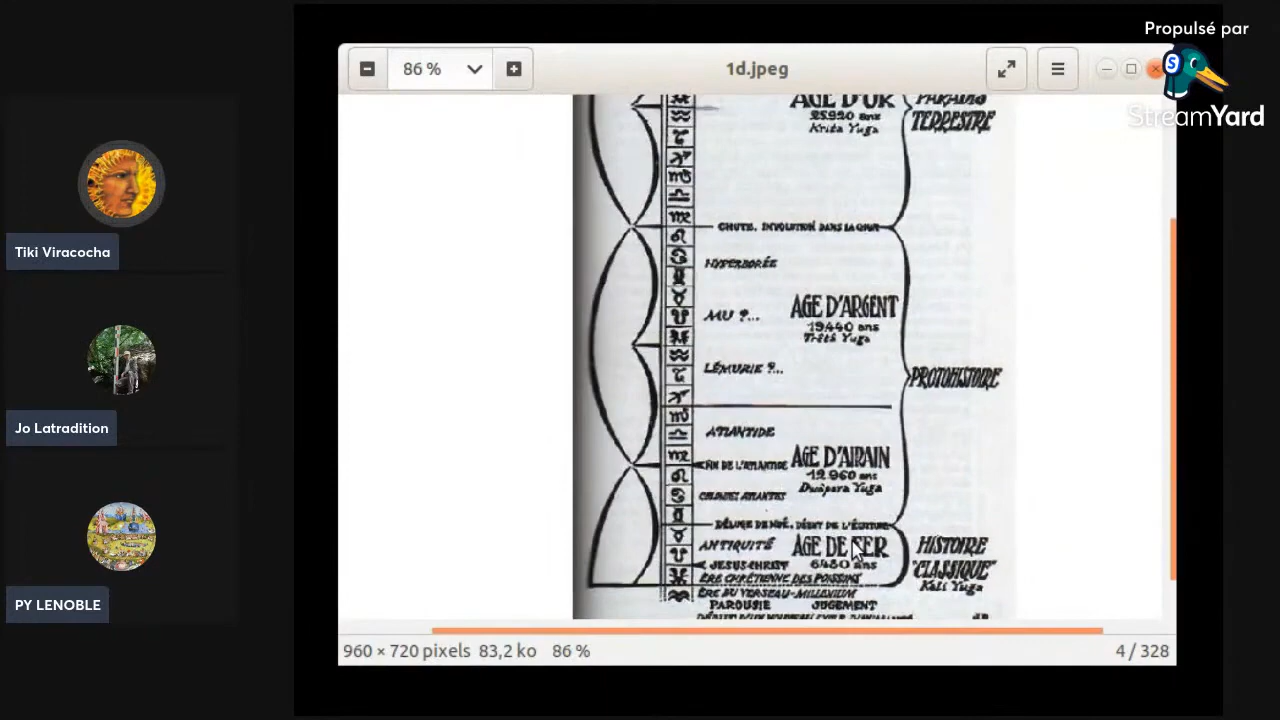 Propulsé par
StreamYard
86 %
1d.jpeg
AGE D'OR
25920 ans
Krita Yuga
PARADIS
TERRESTRE
CHUTE, INVOLUTION DANS LA
HYPERBORÉE
MU ?...
AGE D'ARGENT
19440 ans
Trêtâ Yuga
LÉMURIE ?...
PROTOHISTOIRE
ATLANTIDE
AGE D'AIRAIN
12960 ans
Dwâpara Yuga
FIN DE L'ATLANTIDE
COLONIES ATLANTES
DÉLUGE DE NOÉ, DÉBUT DE L'ÉCRITURE
ANTIQUITÉ
AGE DE FER
6480 ans
HISTOIRE
"CLASSIQUE"
Kali Yuga
JESUS-CHRIST
ÈRE CHRÉTIENNE DES POISSONS
ÈRE DU VERSEAU-MILLENIUM
PAROUSIE JUGEMENT
Tiki Viracocha
Jo Latradition
PY LENOBLE
960 × 720 pixels 83,2 ko 86 %
4 / 328